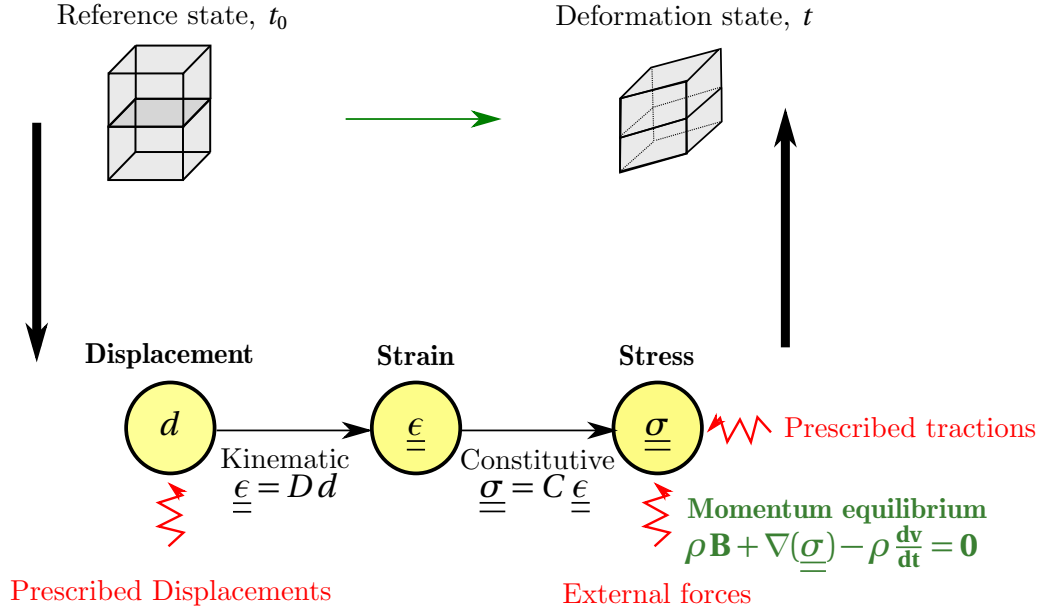 Reference state, t₀
Deformation state, t
Displacement
Strain
Stress
d
ϵ
σ
Prescribed tractions
Kinematic
ϵ = D d
Constitutive
σ = C ϵ
Momentum equilibrium
ρB + ∇(σ) − ρ dv/dt = 0
Prescribed Displacements
External forces